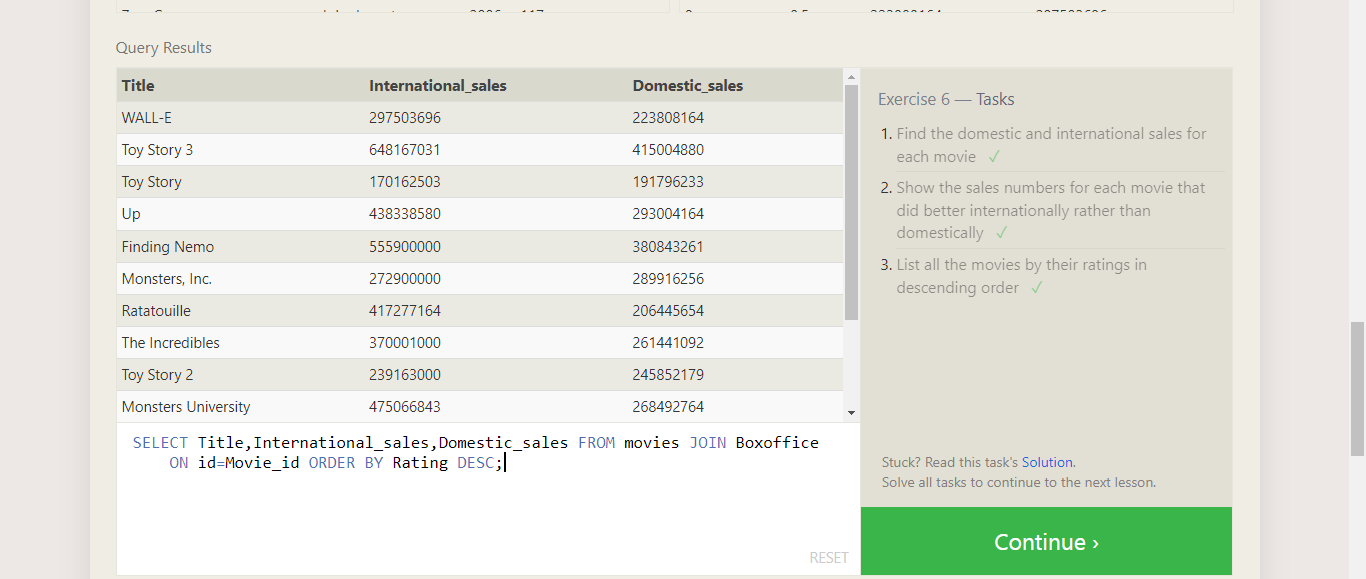 Query Results
Title International_sales Domestic_sales
WALL-E 297503696 223808164
Toy Story 3 648167031 415004880
Toy Story 170162503 191796233
Up 438338580 293004164
Finding Nemo 555900000 380843261
Monsters, Inc. 272900000 289916256
Ratatouille 417277164 206445654
The Incredibles 370001000 261441092
Toy Story 2 239163000 245852179
Monsters University 475066843 268492764
SELECT Title,International_sales,Domestic_sales FROM movies JOIN Boxoffice
ON id=Movie_id ORDER BY Rating DESC;
RESET
Exercise 6 — Tasks
1. Find the domestic and international sales for
each movie ✓
2. Show the sales numbers for each movie that
did better internationally rather than
domestically ✓
3. List all the movies by their ratings in
descending order ✓
Stuck? Read this task's Solution.
Solve all tasks to continue to the next lesson.
Continue ›